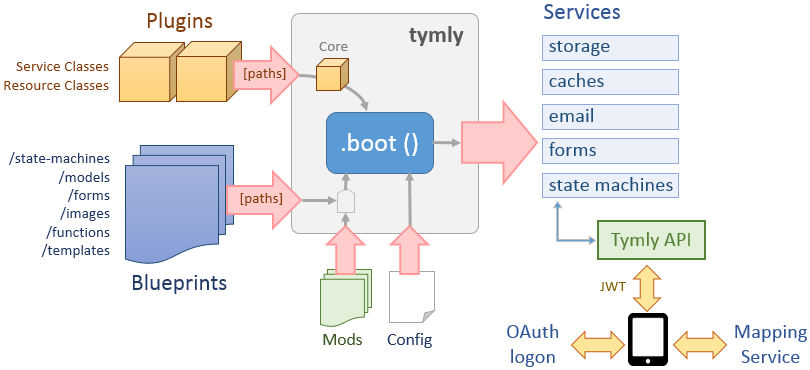 Plugins
Service Classes
Resource Classes
[paths]
tymly
Core
.boot ()
/state-machines
/models
/forms
/images
/functions
/templates
[paths]
Blueprints
Mods
Config
Services
storage
caches
email
forms
state machines
Tymly API
JWT
OAuth
logon
Mapping
Service